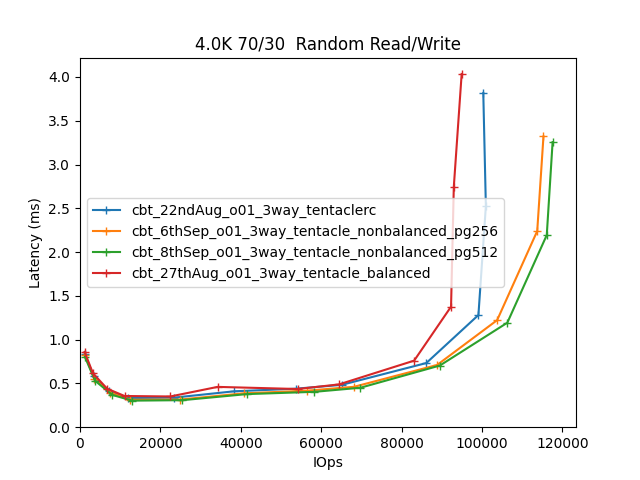 4.0K 70/30  Random Read/Write
Latency (ms)
4.0
3.5
3.0
2.5
2.0
1.5
1.0
0.5
0.0
cbt_22ndAug_o01_3way_tentaclerc
cbt_6thSep_o01_3way_tentacle_nonbalanced_pg256
cbt_8thSep_o01_3way_tentacle_nonbalanced_pg512
cbt_27thAug_o01_3way_tentacle_balanced
0 20000 40000 60000 80000 100000 120000
IOps